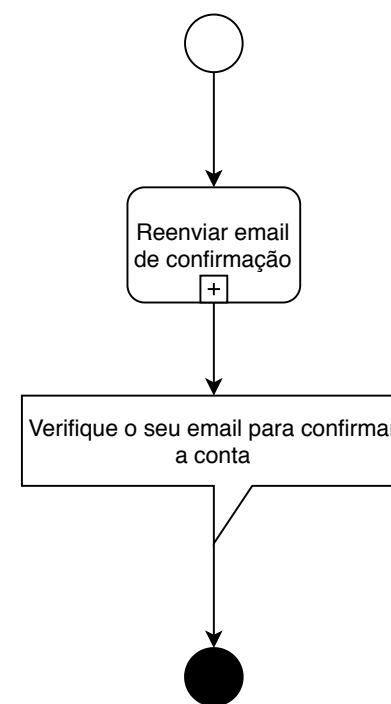 Reenviar email
de confirmação
+
Verifique o seu email para confirmar
a conta